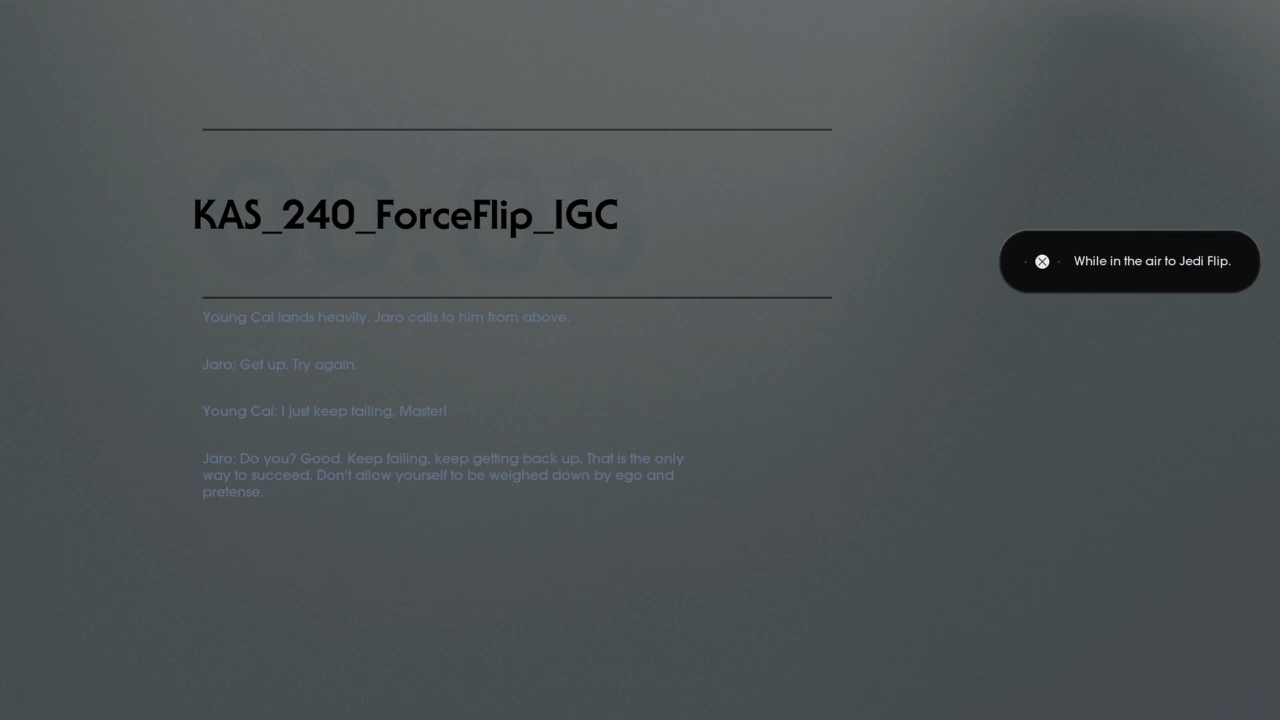 00.00
KAS_240_ForceFlip_IGC
While in the air to Jedi Flip.
Young Cal lands heavily. Jaro calls to him from above.
Jaro: Get up. Try again.
Young Cal: I just keep failing, Master!
Jaro: Do you? Good. Keep failing, keep getting back up. That is the only
way to succeed. Don't allow yourself to be weighed down by ego and
pretense.